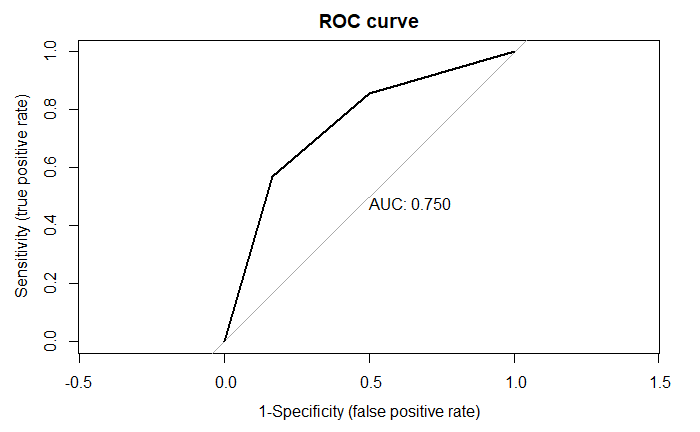 ROC curve
Sensitivity (true positive rate)
1.0
0.8
0.6
0.4
0.2
0.0
AUC: 0.750
-0.5 0.0 0.5 1.0 1.5
1-Specificity (false positive rate)